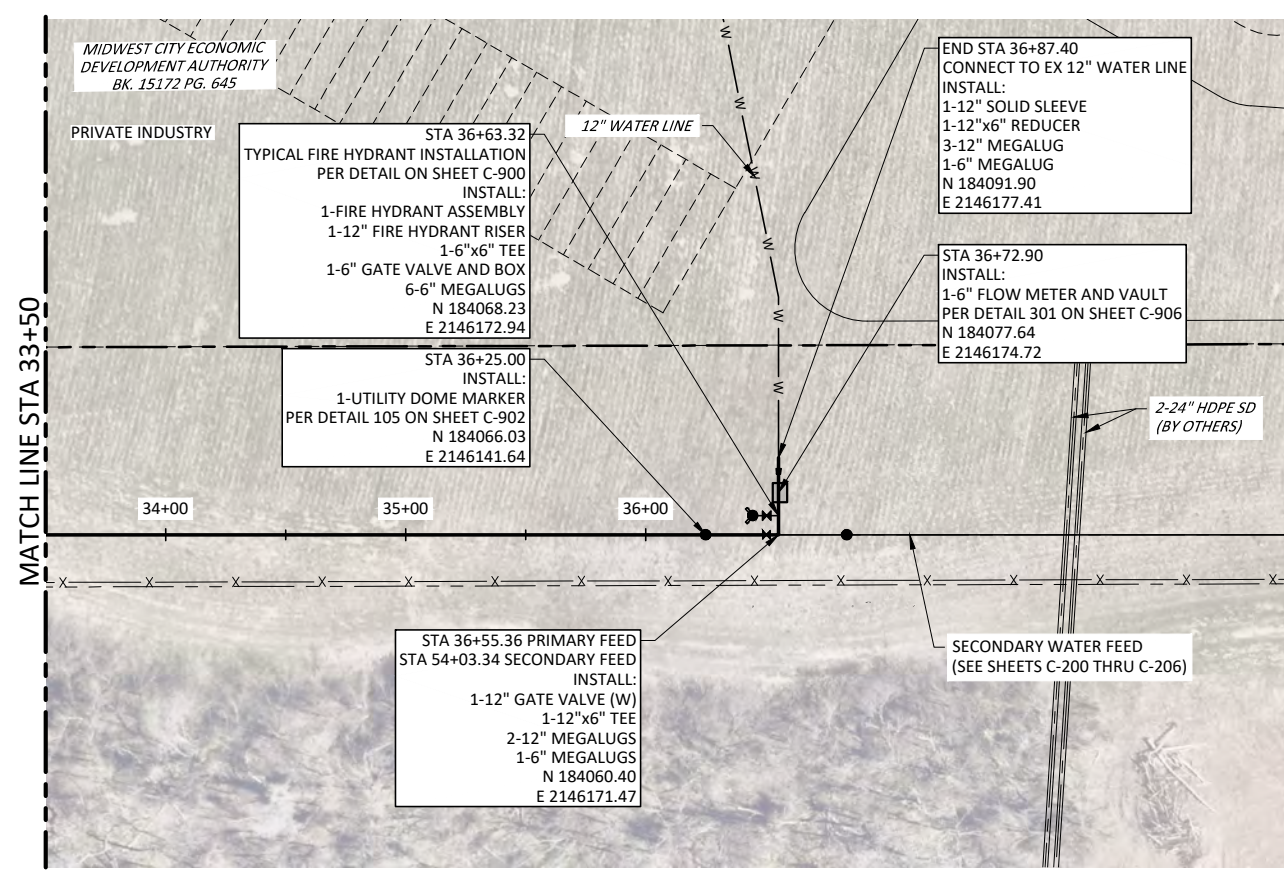 MIDWEST CITY ECONOMIC
DEVELOPMENT AUTHORITY
BK. 15172 PG. 645
PRIVATE INDUSTRY
STA 36+63.32
TYPICAL FIRE HYDRANT INSTALLATION
PER DETAIL ON SHEET C-900
INSTALL:
1-FIRE HYDRANT ASSEMBLY
1-12" FIRE HYDRANT RISER
1-6"x6" TEE
1-6" GATE VALVE AND BOX
6-6" MEGALUGS
N 184068.23
E 2146172.94
12" WATER LINE
END STA 36+87.40
CONNECT TO EX 12" WATER LINE
INSTALL:
1-12" SOLID SLEEVE
1-12"x6" REDUCER
3-12" MEGALUG
1-6" MEGALUG
N 184091.90
E 2146177.41
STA 36+72.90
INSTALL:
1-6" FLOW METER AND VAULT
PER DETAIL 301 ON SHEET C-906
N 184077.64
E 2146174.72
STA 36+25.00
INSTALL:
1-UTILITY DOME MARKER
PER DETAIL 105 ON SHEET C-902
N 184066.03
E 2146141.64
2-24" HDPE SD
(BY OTHERS)
MATCH LINE STA 33+50
34+00
35+00
36+00
W
W
W
W
W
W
X X X X X X X X X X X X X X X
STA 36+55.36 PRIMARY FEED
STA 54+03.34 SECONDARY FEED
INSTALL:
1-12" GATE VALVE (W)
1-12"x6" TEE
2-12" MEGALUGS
1-6" MEGALUGS
N 184060.40
E 2146171.47
SECONDARY WATER FEED
(SEE SHEETS C-200 THRU C-206)